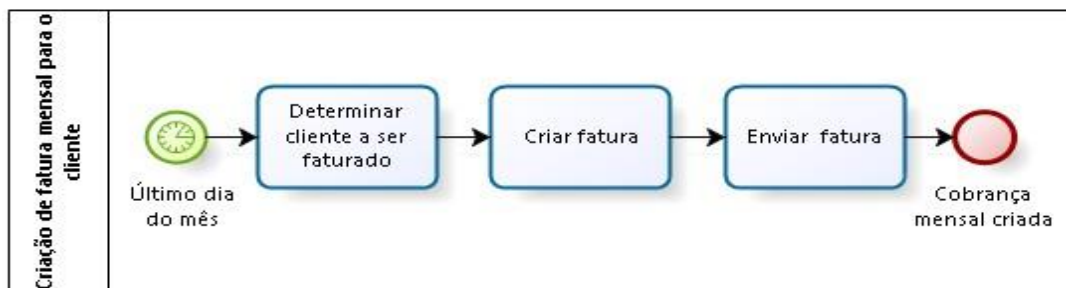 Criação de fatura mensal para o
cliente
Último dia
do mês
Determinar
cliente a ser
faturado
Criar fatura
Enviar fatura
Cobrança
mensal criada